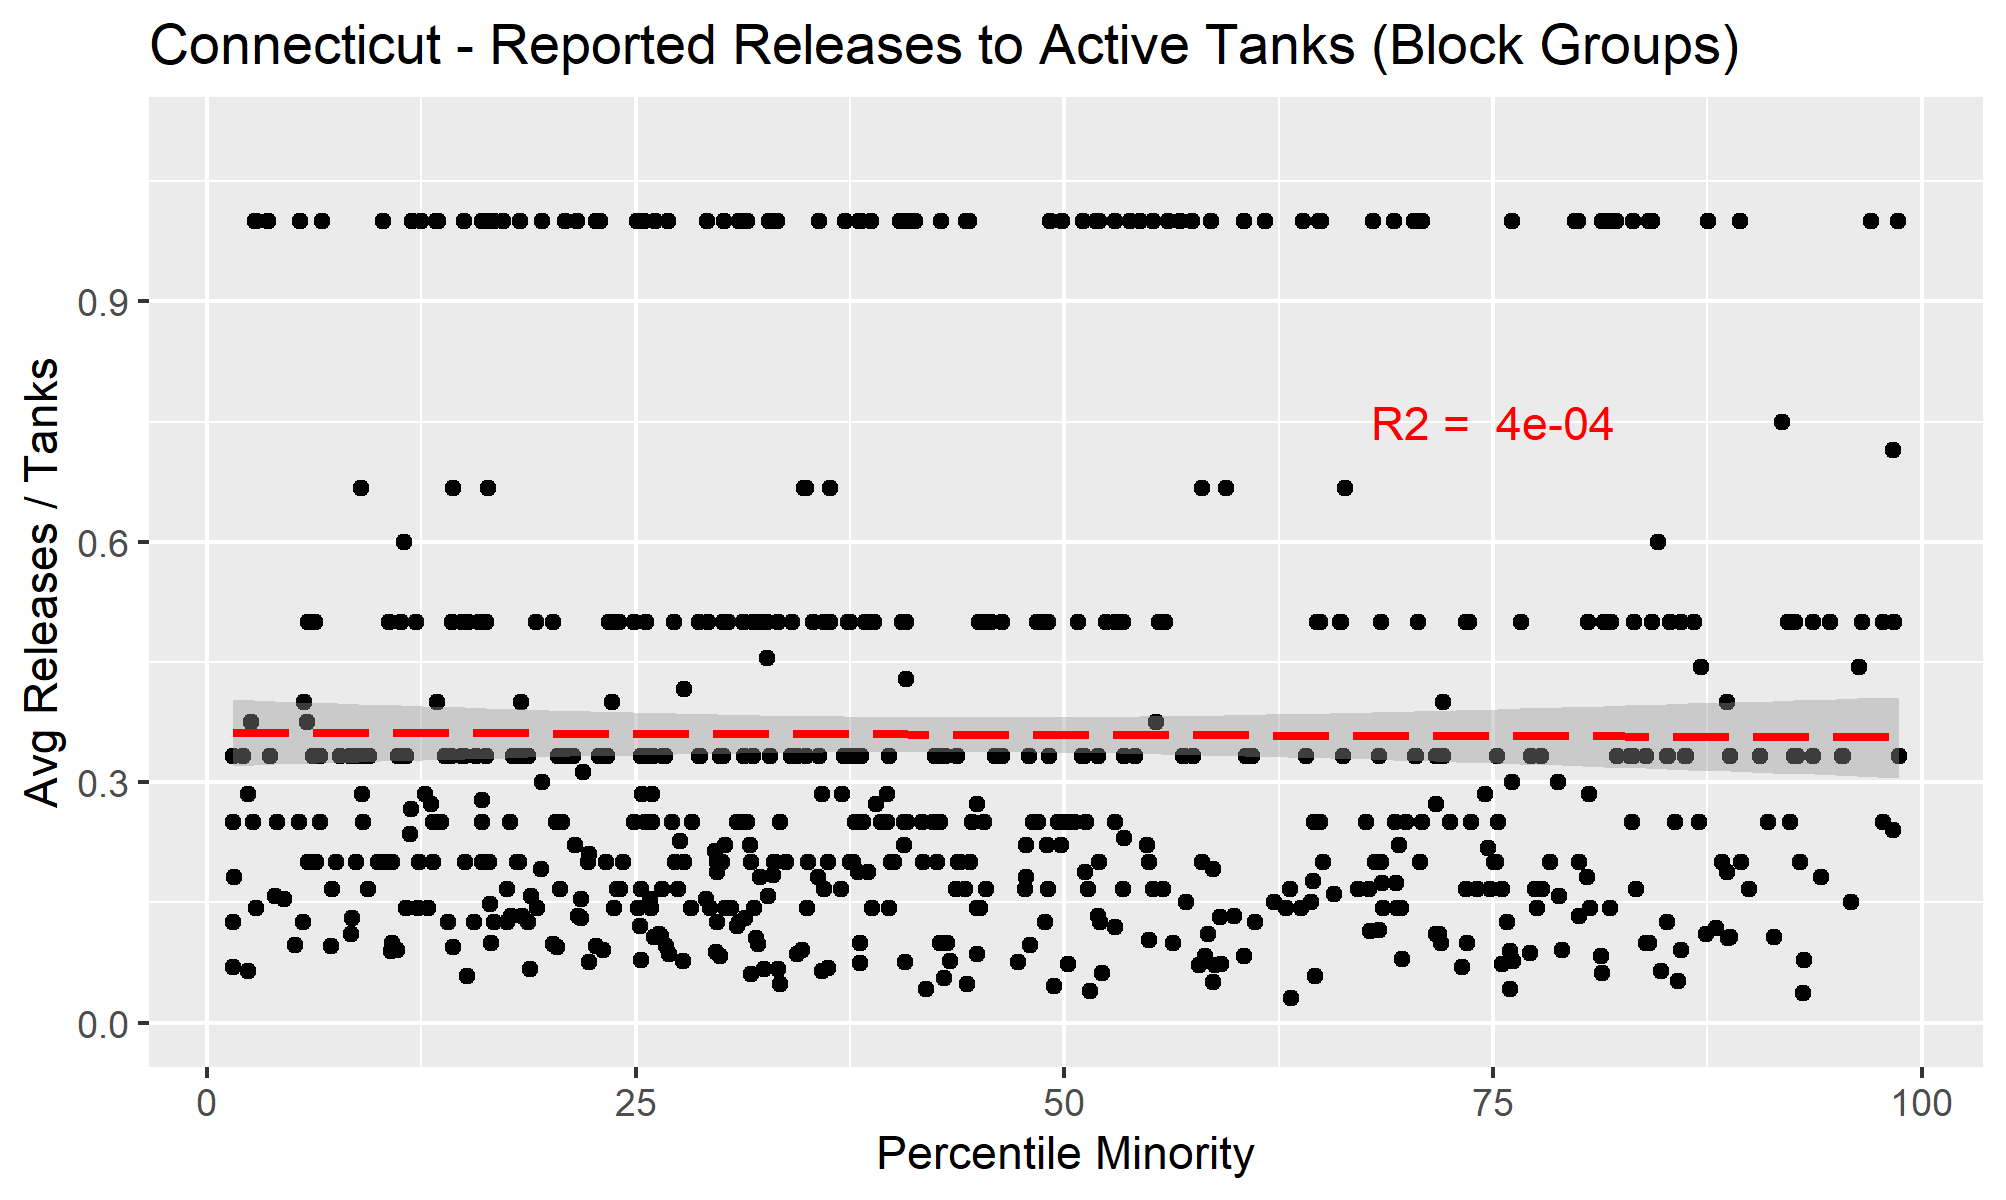 Connecticut - Reported Releases to Active Tanks (Block Groups)
Avg Releases / Tanks
0.9
0.6
0.3
0.0
R2 =  4e-04
0 25 50 75 100
Percentile Minority